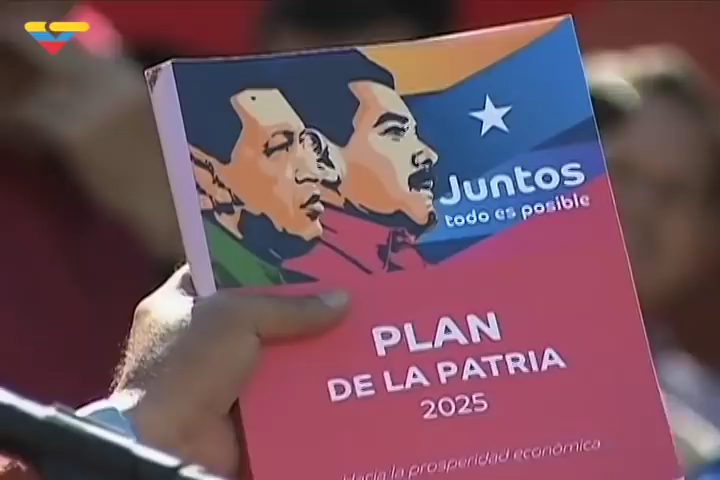 Juntos
todo es posible
PLAN
DE LA PATRIA
2025
Hacia la prosperidad económica